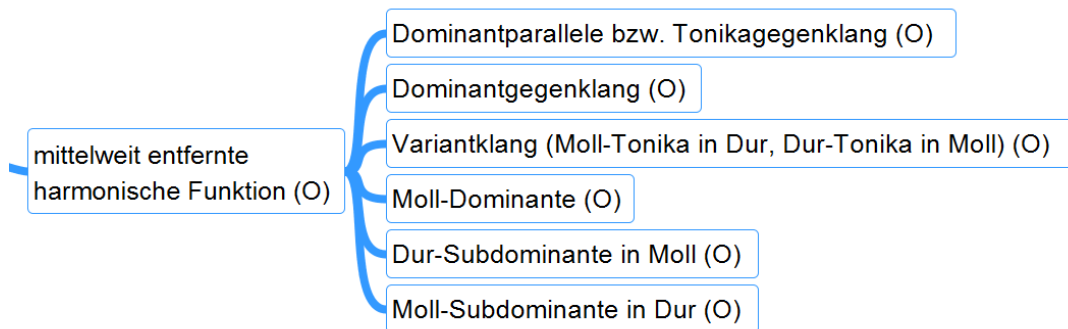 Dominantparallele bzw. Tonikagegenklang (O)
Dominantgegenklang (O)
Variantklang (Moll-Tonika in Dur, Dur-Tonika in Moll) (O)
mittelweit entfernte
harmonische Funktion (O)
Moll-Dominante (O)
Dur-Subdominante in Moll (O)
Moll-Subdominante in Dur (O)